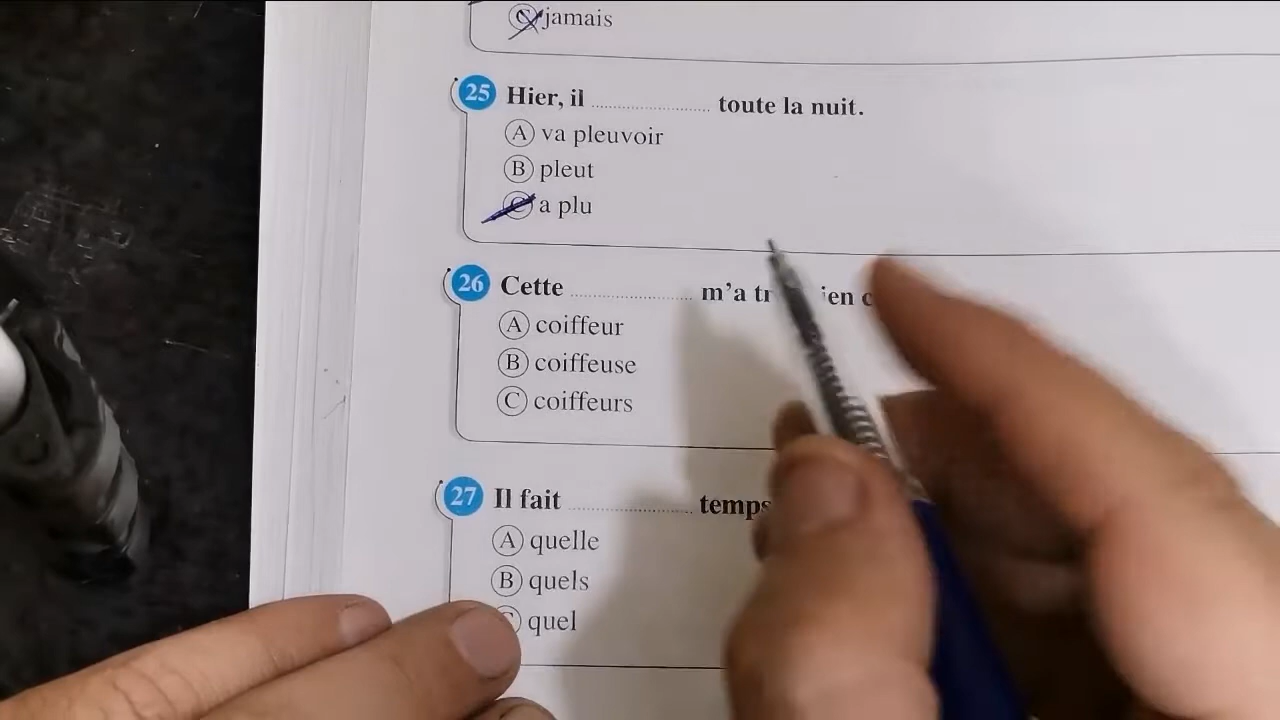 C jamais
25 Hier, il .................... toute la nuit.
A va pleuvoir
B pleut
C a plu
26 Cette .................... m'a
A coiffeur
B coiffeuse
C coiffeurs
27 Il fait .................... temps
A quelle
B quels
C quel